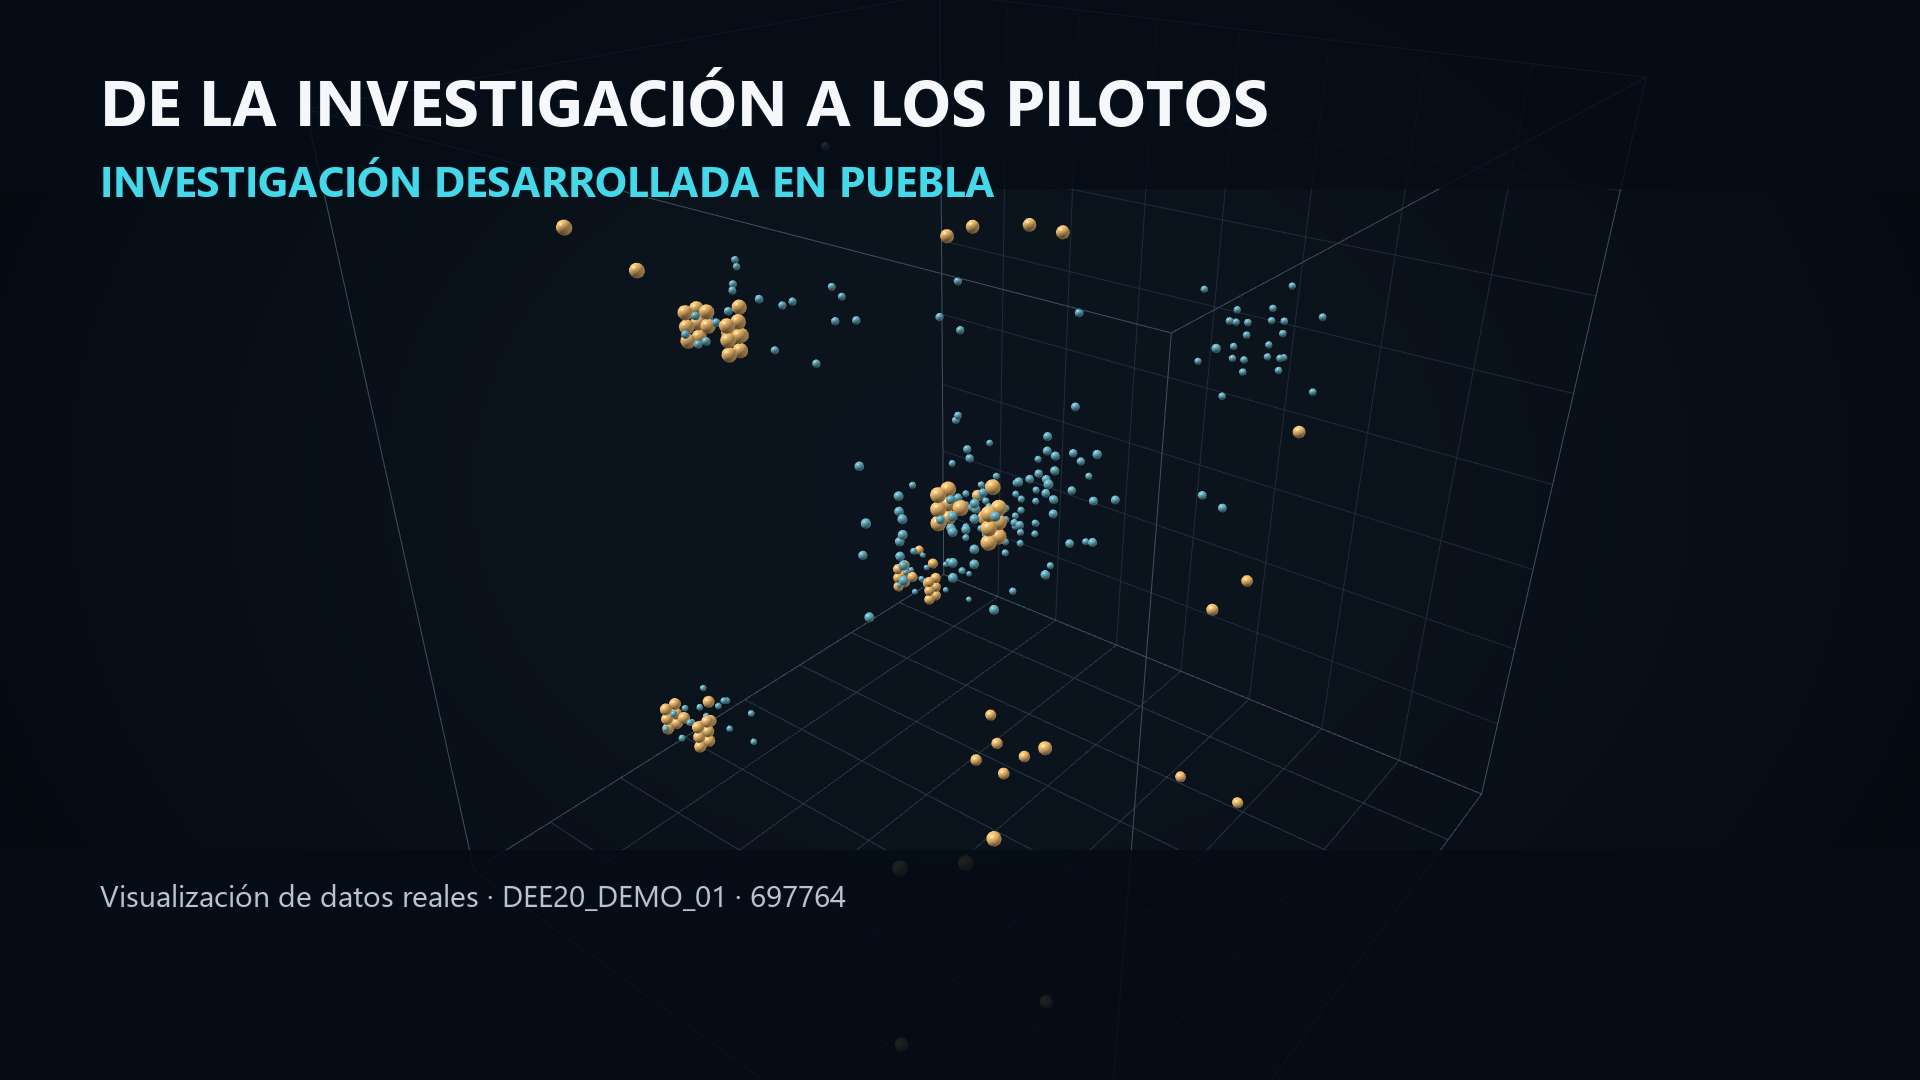 DE LA INVESTIGACIÓN A LOS PILOTOS
INVESTIGACIÓN DESARROLLADA EN PUEBLA
Visualización de datos reales · DEE20_DEMO_01 · 697764